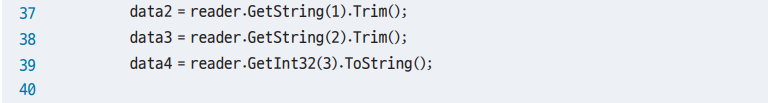 37 data2 = reader.GetString(1).Trim();
38 data3 = reader.GetString(2).Trim();
39 data4 = reader.GetInt32(3).ToString();
40